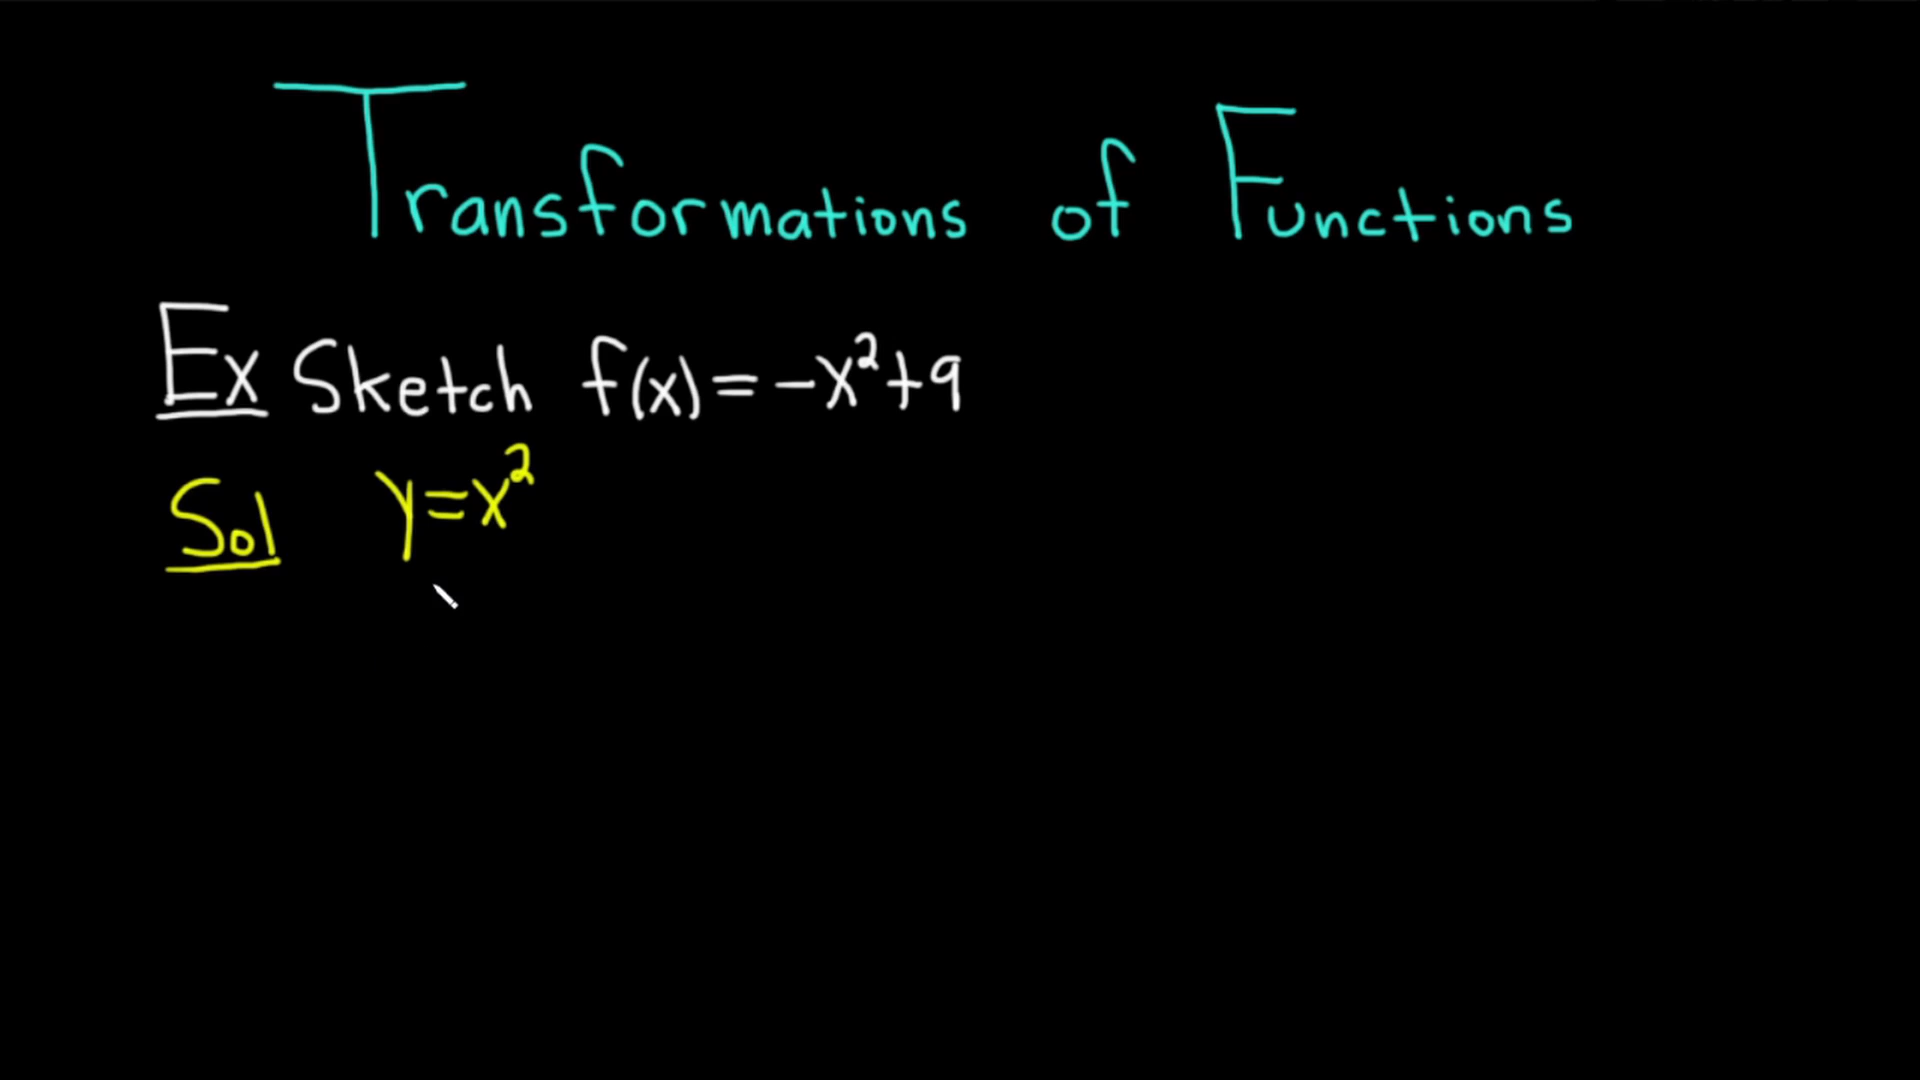 Transformations of Functions
Ex Sketch f(x)=-x²+9
Sol y=x²